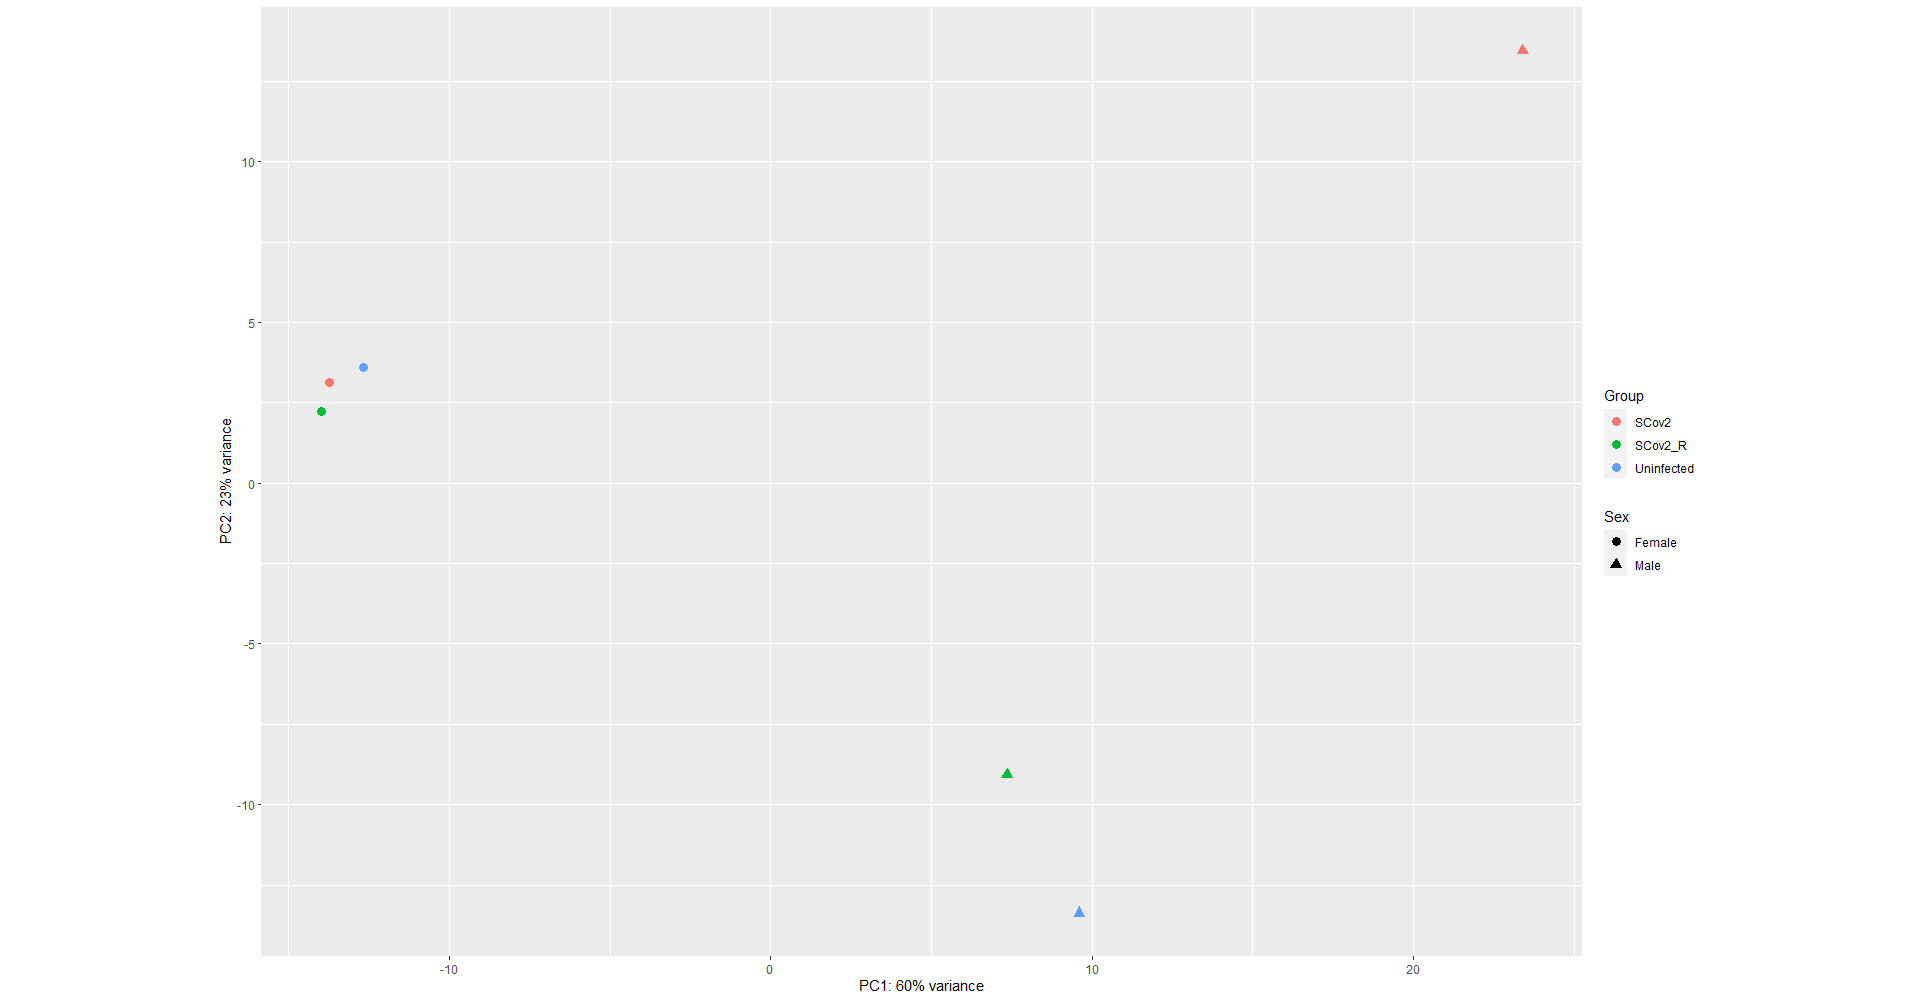 10
5
0
-5
-10
PC2: 23% variance
-10
0
10
20
PC1: 60% variance
Group
SCov2
SCov2_R
Uninfected
Sex
Female
Male